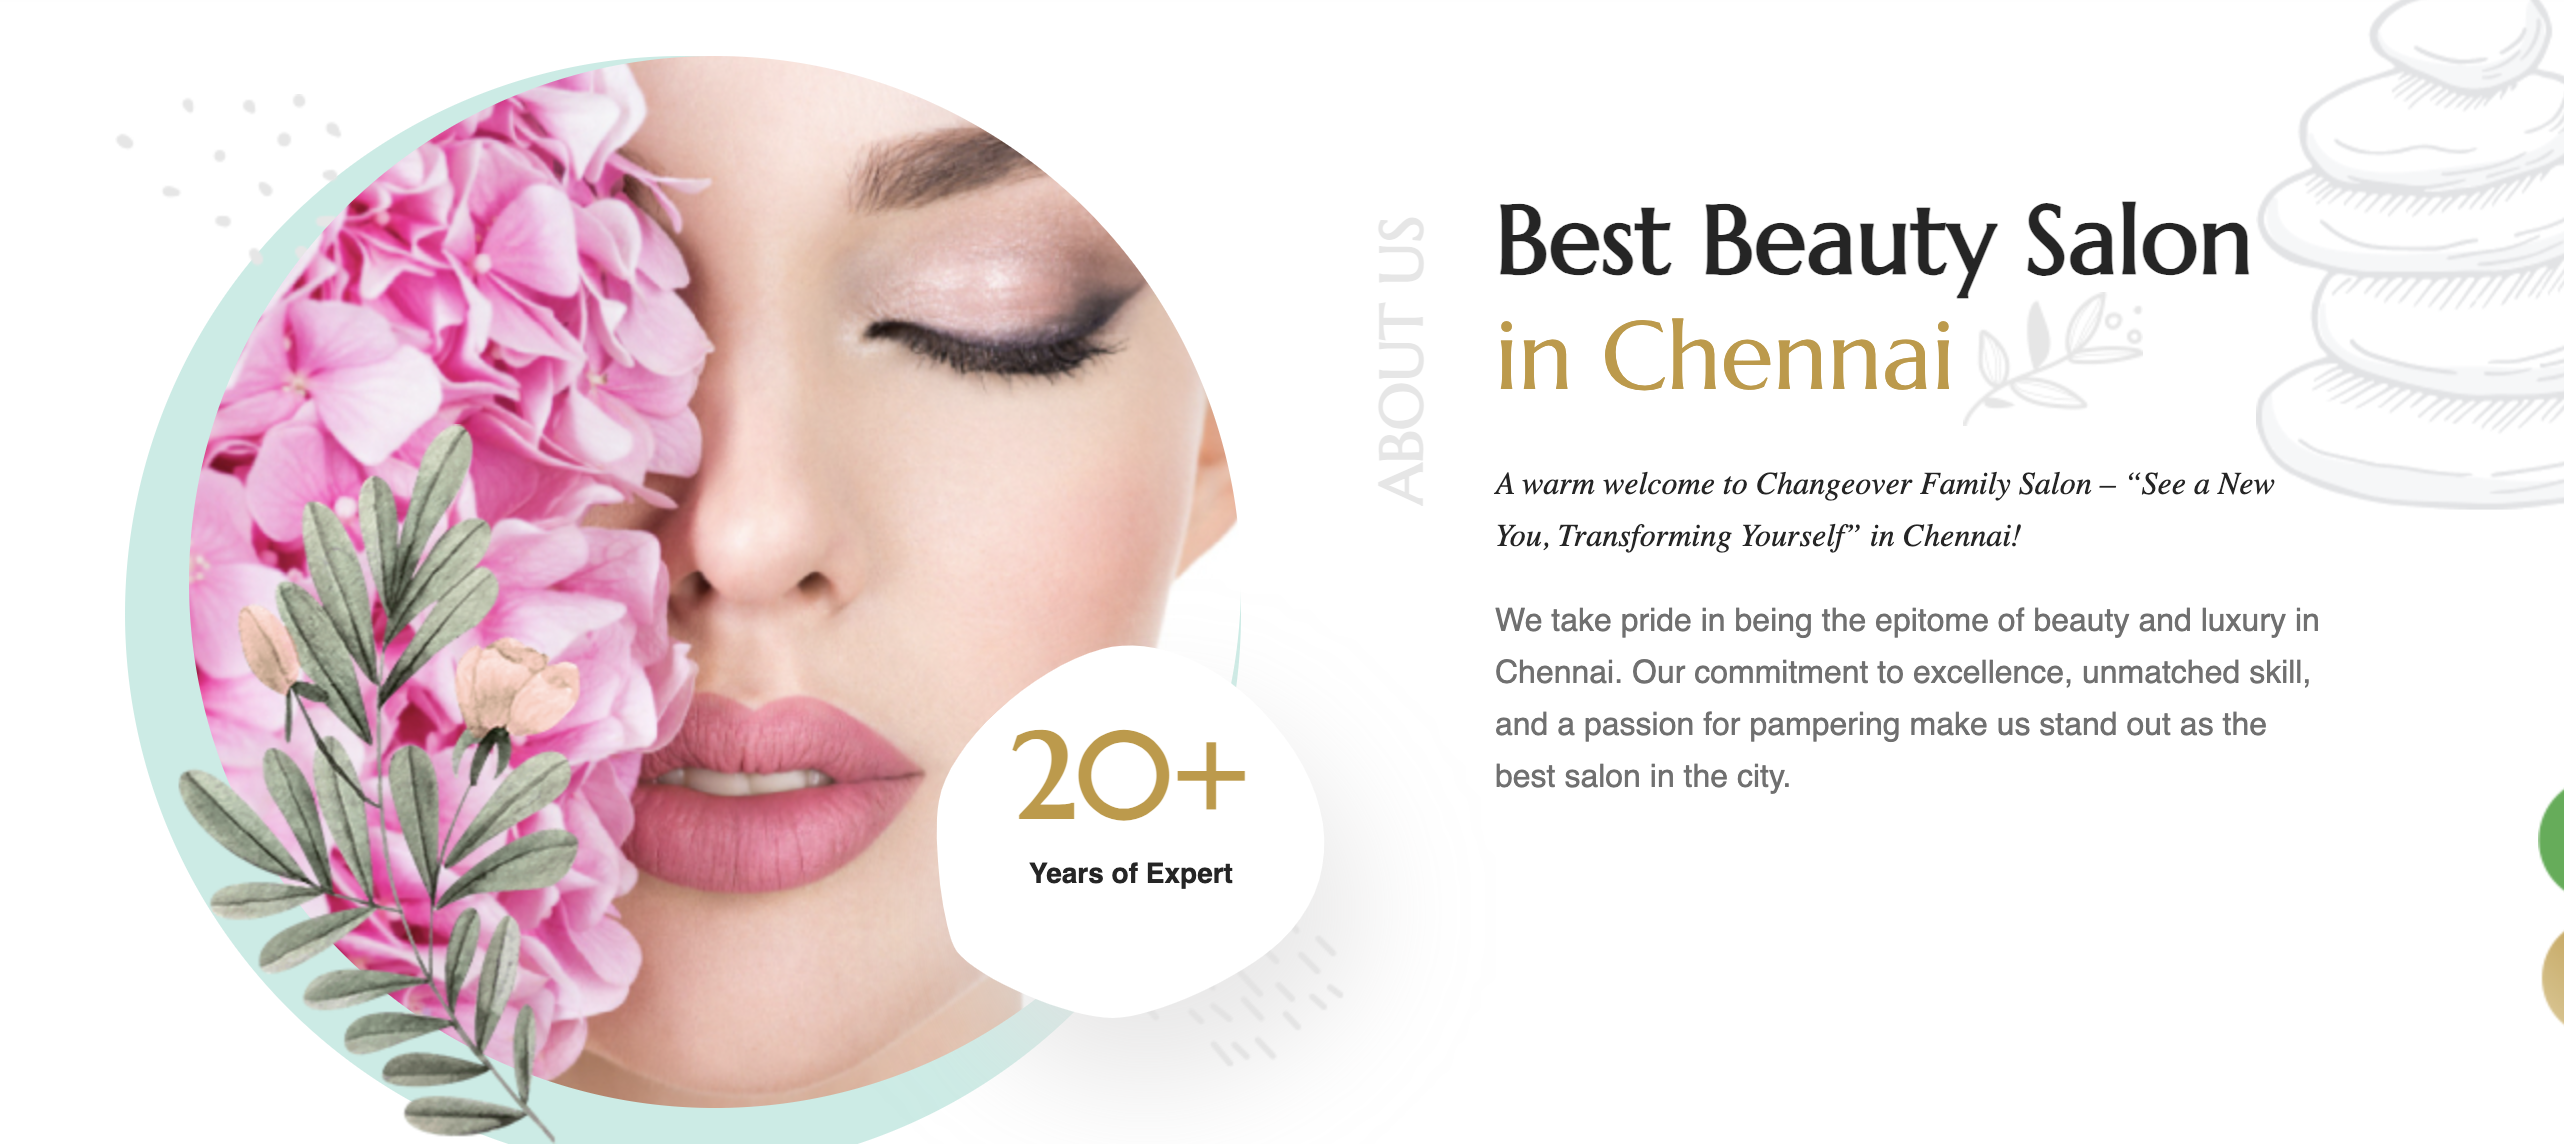 20+
Years of Expert
ABOUT US
Best Beauty Salon
in Chennai
A warm welcome to Changeover Family Salon – “See a New
You, Transforming Yourself” in Chennai!
We take pride in being the epitome of beauty and luxury in
Chennai. Our commitment to excellence, unmatched skill,
and a passion for pampering make us stand out as the
best salon in the city.